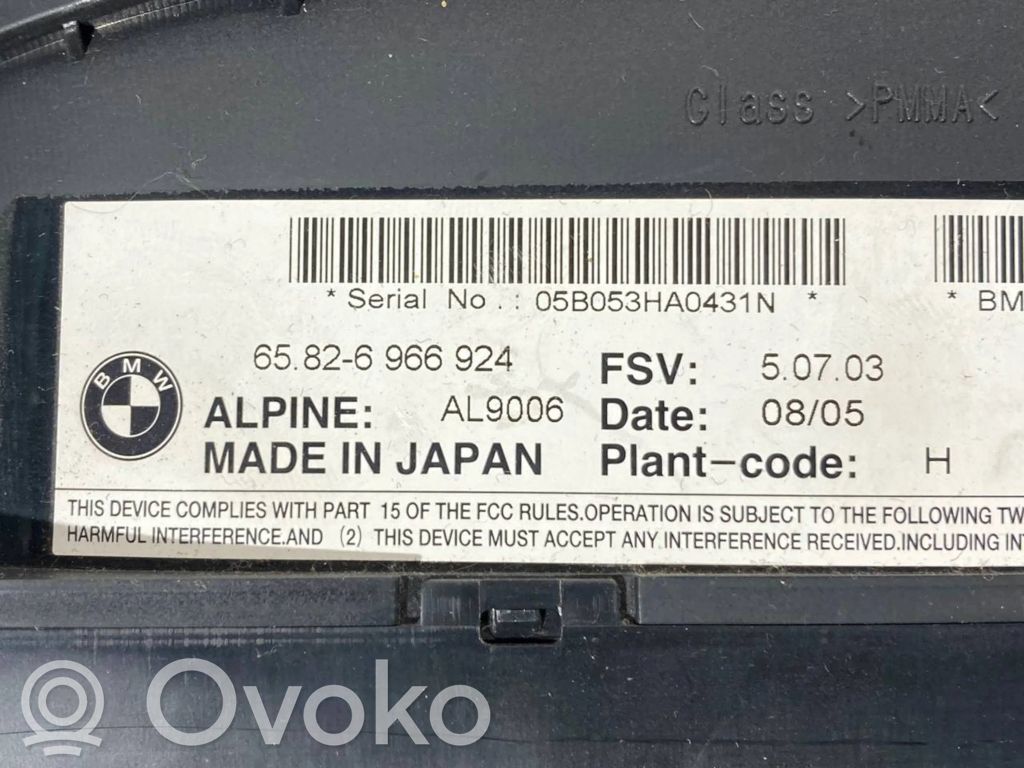 Glass >PMMA<
* Serial No.: 05B053HA0431N * * BM
BMW
65.82-6 966 924 FSV: 5.07.03
ALPINE: AL9006 Date: 08/05
MADE IN JAPAN Plant-code: H
THIS DEVICE COMPLIES WITH PART 15 OF THE FCC RULES.OPERATION IS SUBJECT TO THE FOLLOWING TW
HARMFUL INTERFERENCE.AND (2) THIS DEVICE MUST ACCEPT ANY INTERFERENCE RECEIVED.INCLUDING INT
Ovoko